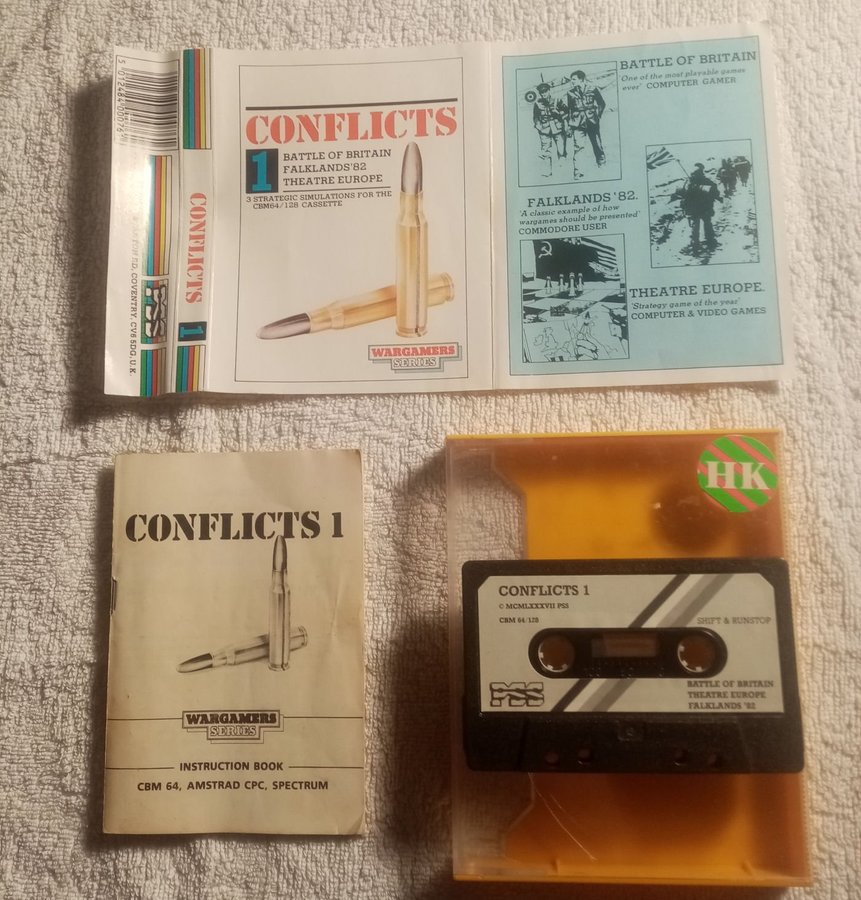 5 012484 000767
CONFLICTS
1
PSS
COVENTRY. CV6 5DG. U.K.
CONFLICTS
1
BATTLE OF BRITAIN
FALKLANDS'82
THEATRE EUROPE
3 STRATEGIC SIMULATIONS FOR THE
CBM64/128 CASSETTE
WARGAMERS
SERIES
BATTLE OF BRITAIN
'One of the most playable games
ever' COMPUTER GAMER
FALKLANDS '82.
'A classic example of how
wargames should be presented'
COMMODORE USER
THEATRE EUROPE.
'Strategy game of the year'
COMPUTER & VIDEO GAMES
CONFLICTS 1
WARGAMERS
SERIES
INSTRUCTION BOOK
CBM 64, AMSTRAD CPC, SPECTRUM
HK
CONFLICTS 1
© MCMLXXXVII PSS
CBM 64/128
SHIFT & RUNSTOP
PSS
BATTLE OF BRITAIN
THEATRE EUROPE
FALKLANDS '82